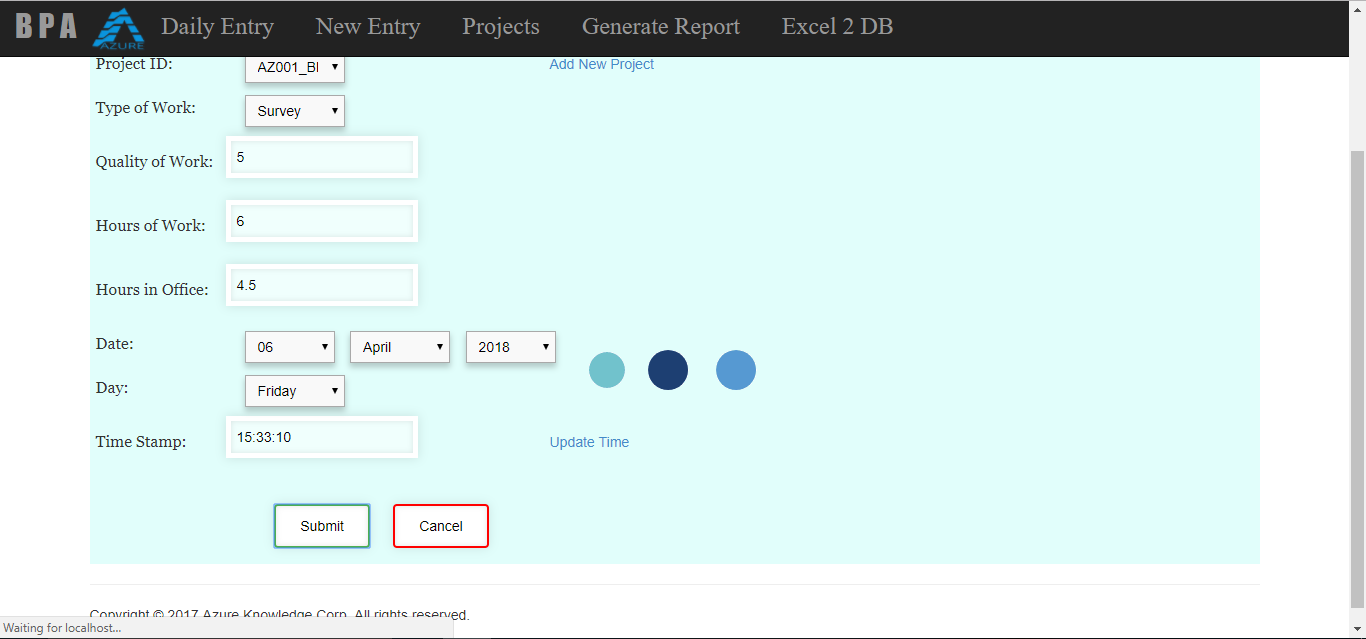 BPA AZURE Daily Entry New Entry Projects Generate Report Excel 2 DB
Project ID: AZ001_BI Add New Project
Type of Work: Survey
Quality of Work: 5
Hours of Work: 6
Hours in Office: 4.5
Date: 06 April 2018
Day: Friday
Time Stamp: 15:33:10 Update Time
Submit Cancel
Copyright © 2017 Azure Knowledge Corp. All rights reserved.
Waiting for localhost...